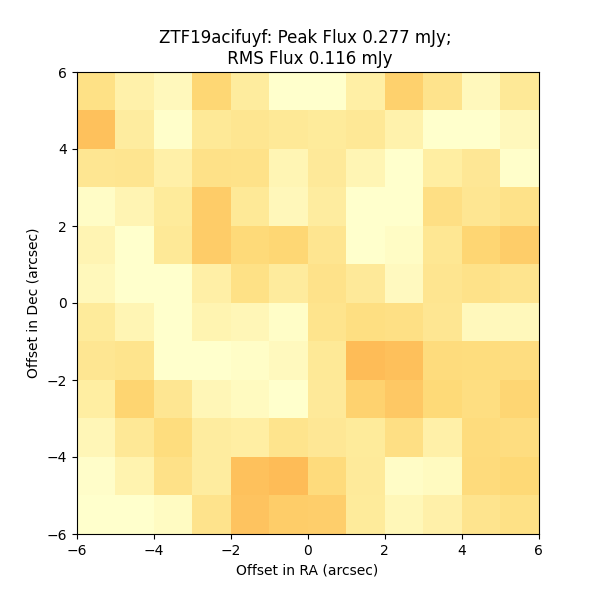 ZTF19acifuyf: Peak Flux 0.277 mJy;
RMS Flux 0.116 mJy
6
4
2
0
−2
−4
−6
Offset in Dec (arcsec)
−6 −4 −2 0 2 4 6
Offset in RA (arcsec)